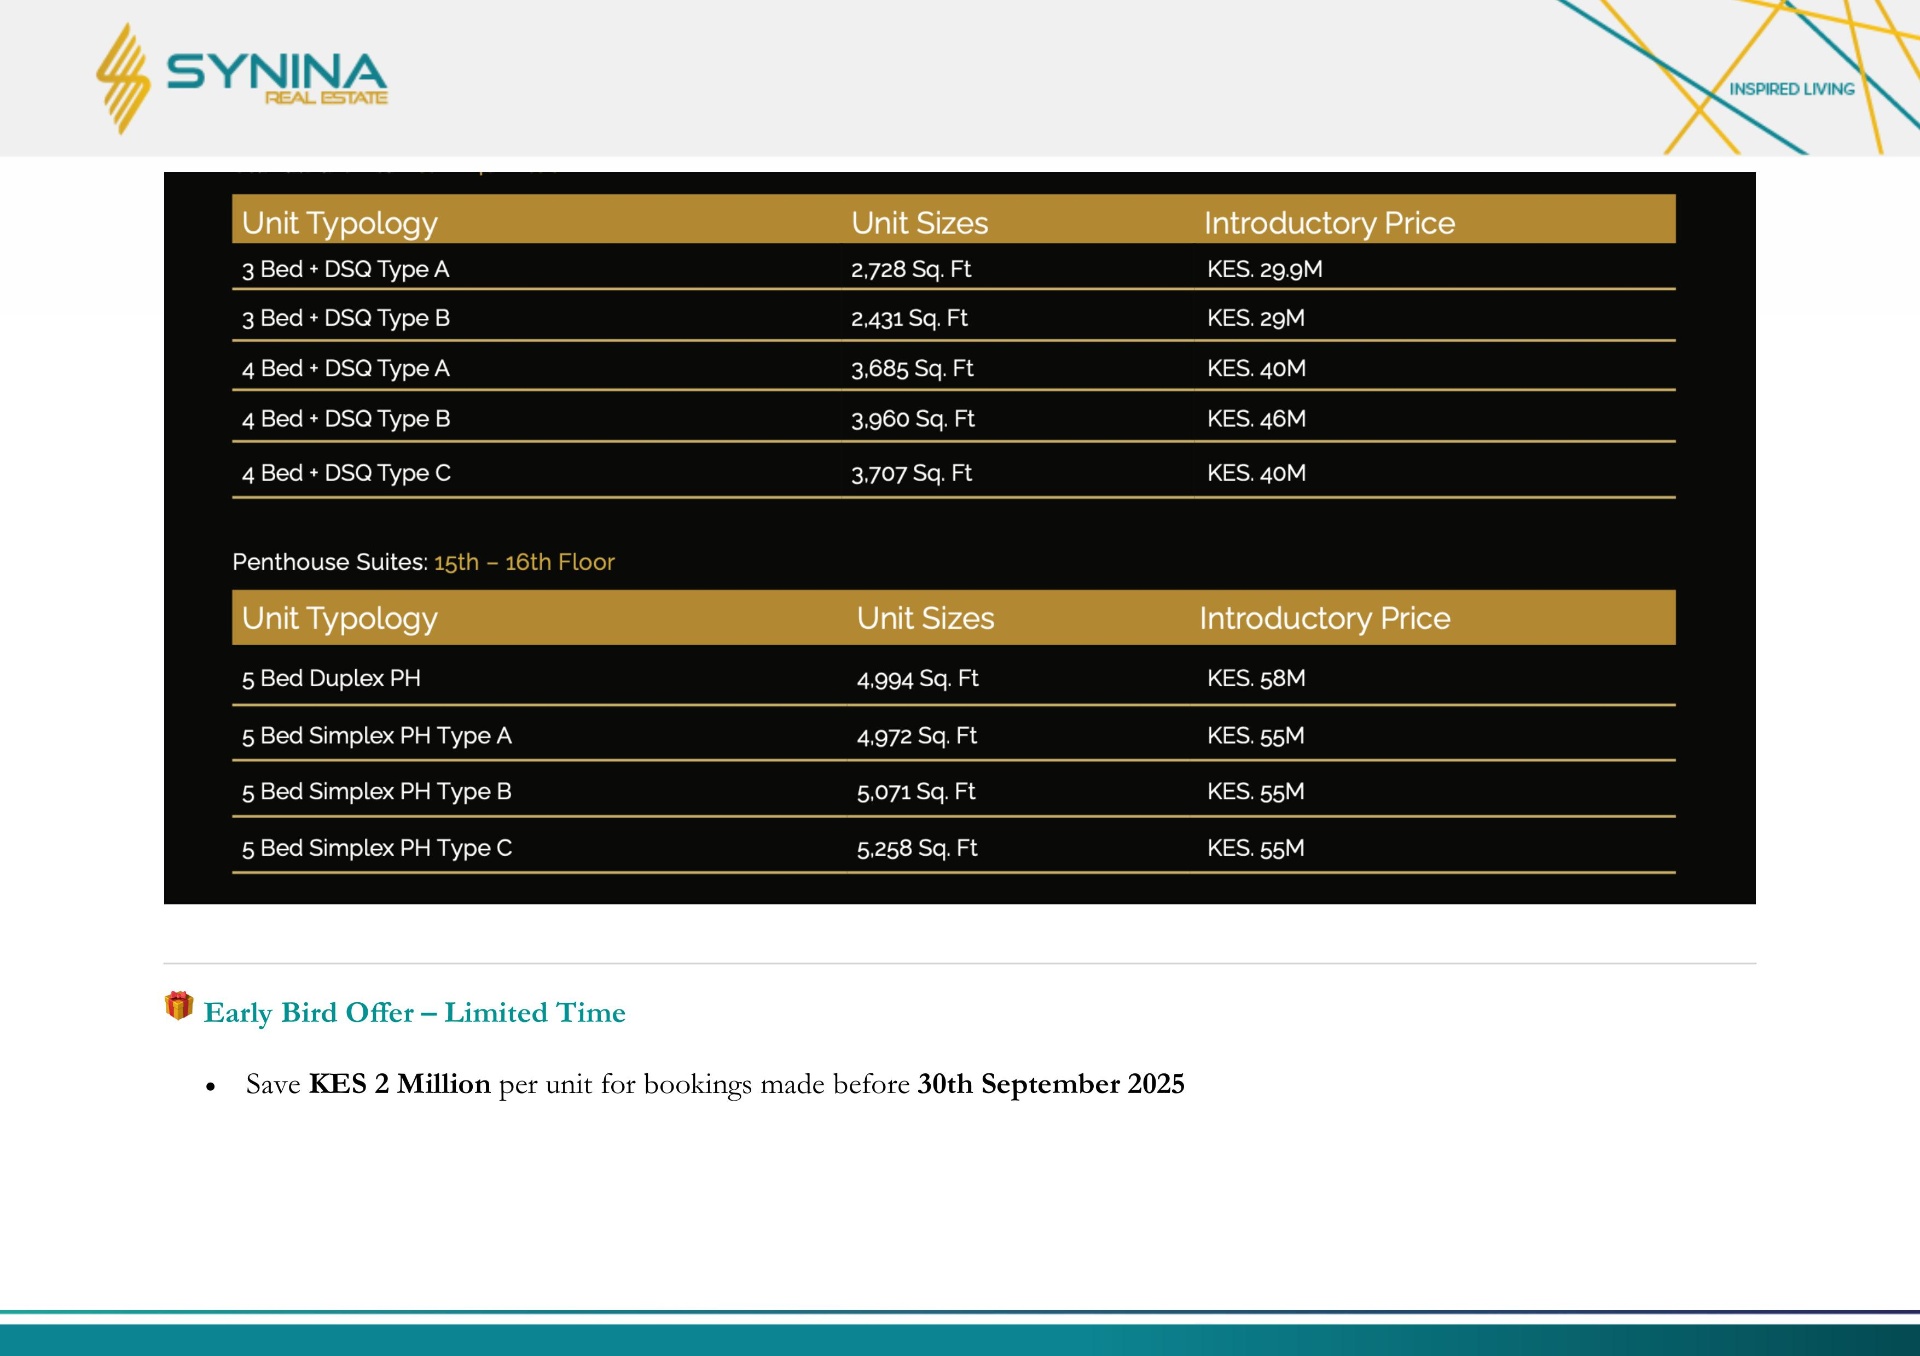 SYNINA
REAL ESTATE
INSPIRED LIVING
Unit Typology Unit Sizes Introductory Price
3 Bed + DSQ Type A 2,728 Sq. Ft KES. 29.9M
3 Bed + DSQ Type B 2,431 Sq. Ft KES. 29M
4 Bed + DSQ Type A 3,685 Sq. Ft KES. 40M
4 Bed + DSQ Type B 3,960 Sq. Ft KES. 46M
4 Bed + DSQ Type C 3,707 Sq. Ft KES. 40M
Penthouse Suites: 15th – 16th Floor
Unit Typology Unit Sizes Introductory Price
5 Bed Duplex PH 4,994 Sq. Ft KES. 58M
5 Bed Simplex PH Type A 4,972 Sq. Ft KES. 55M
5 Bed Simplex PH Type B 5,071 Sq. Ft KES. 55M
5 Bed Simplex PH Type C 5,258 Sq. Ft KES. 55M
Early Bird Offer – Limited Time
• Save KES 2 Million per unit for bookings made before 30th September 2025